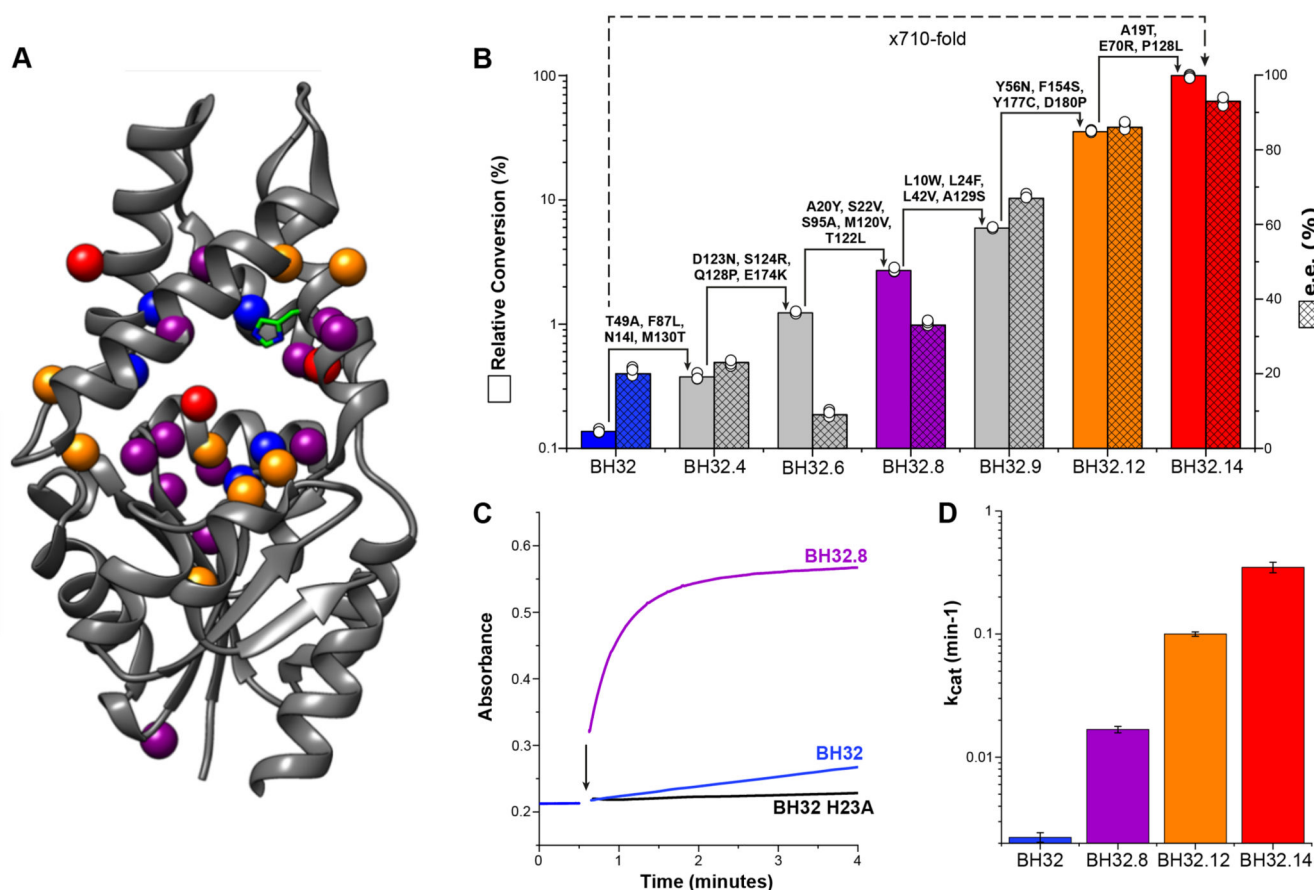 A
B
x710-fold
Relative Conversion (%)
100
10
1
0.1
T49A, F87L,
N14I, M130T
D123N, S124R,
Q128P, E174K
A20Y, S22V,
S95A, M120V,
T122L
L10W, L24F,
L42V, A129S
Y56N, F154S,
Y177C, D180P
A19T,
E70R, P128L
100
80
60
40
20
0
e.e. (%)
BH32
BH32.4
BH32.6
BH32.8
BH32.9
BH32.12
BH32.14
C
Absorbance
0.6
0.5
0.4
0.3
0.2
BH32.8
BH32
BH32 H23A
0
1
2
3
4
Time (minutes)
D
kcat (min-1)
1
0.1
0.01
BH32
BH32.8
BH32.12
BH32.14